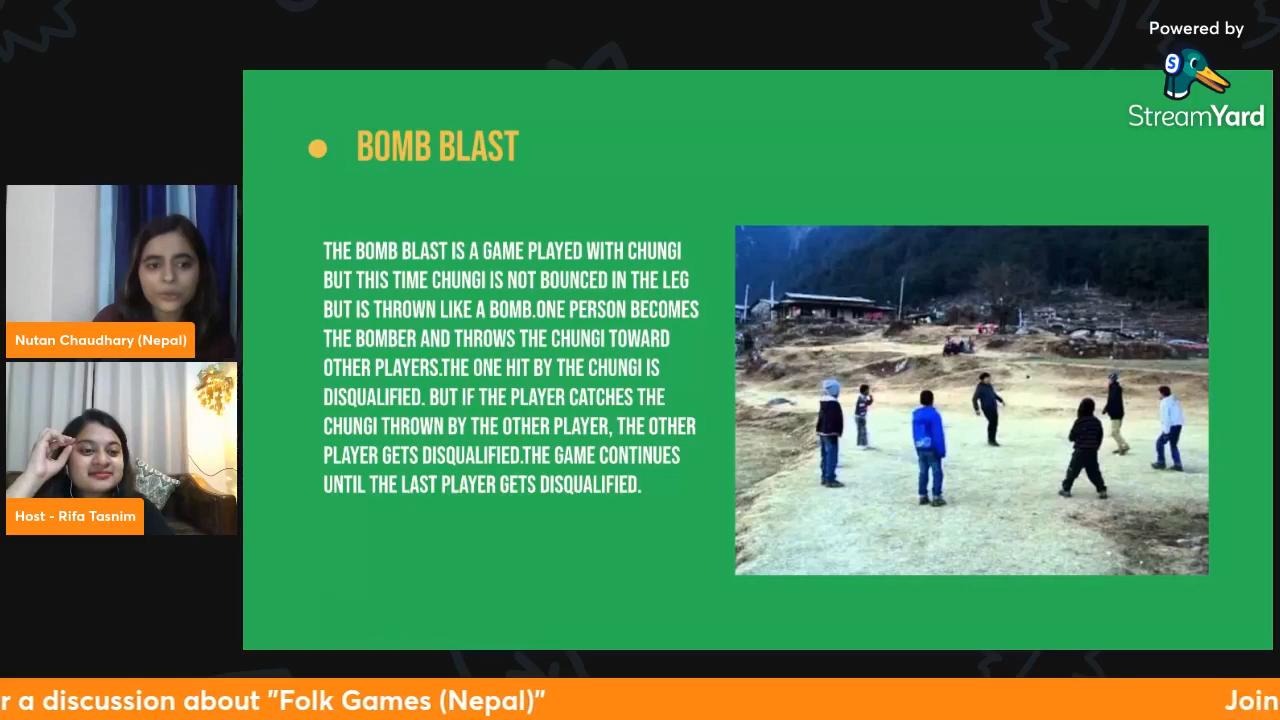 Powered by
StreamYard
BOMB BLAST
THE BOMB BLAST IS A GAME PLAYED WITH CHUNGI
BUT THIS TIME CHUNGI IS NOT BOUNCED IN THE LEG
BUT IS THROWN LIKE A BOMB.ONE PERSON BECOMES
THE BOMBER AND THROWS THE CHUNGI TOWARD
OTHER PLAYERS.THE ONE HIT BY THE CHUNGI IS
DISQUALIFIED. BUT IF THE PLAYER CATCHES THE
CHUNGI THROWN BY THE OTHER PLAYER, THE OTHER
PLAYER GETS DISQUALIFIED.THE GAME CONTINUES
UNTIL THE LAST PLAYER GETS DISQUALIFIED.
Nutan Chaudhary (Nepal)
Host - Rifa Tasnim
r a discussion about "Folk Games (Nepal)"
Join